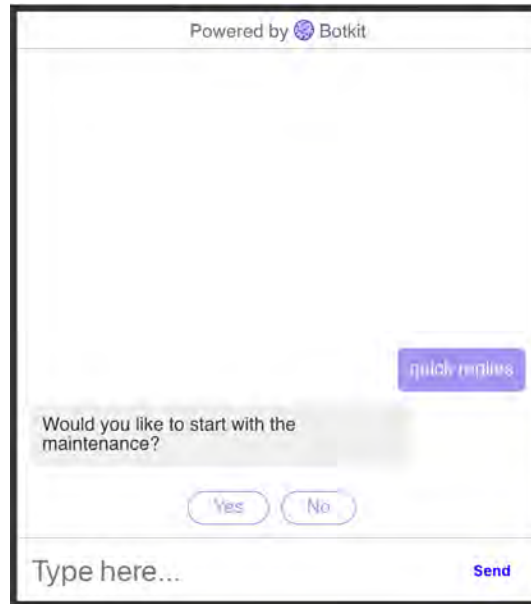 Powered by Botkit
quick replies
Would you like to start with the
maintenance?
Yes No
Type here...
Send